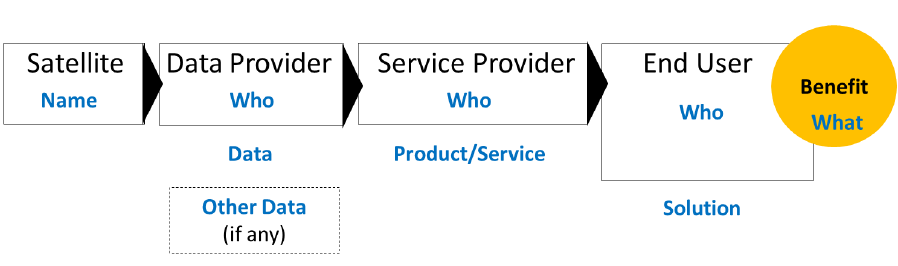 Satellite
Name
Data Provider
Who
Data
Other Data
(if any)
Service Provider
Who
Product/Service
End User
Who
Solution
Benefit
What